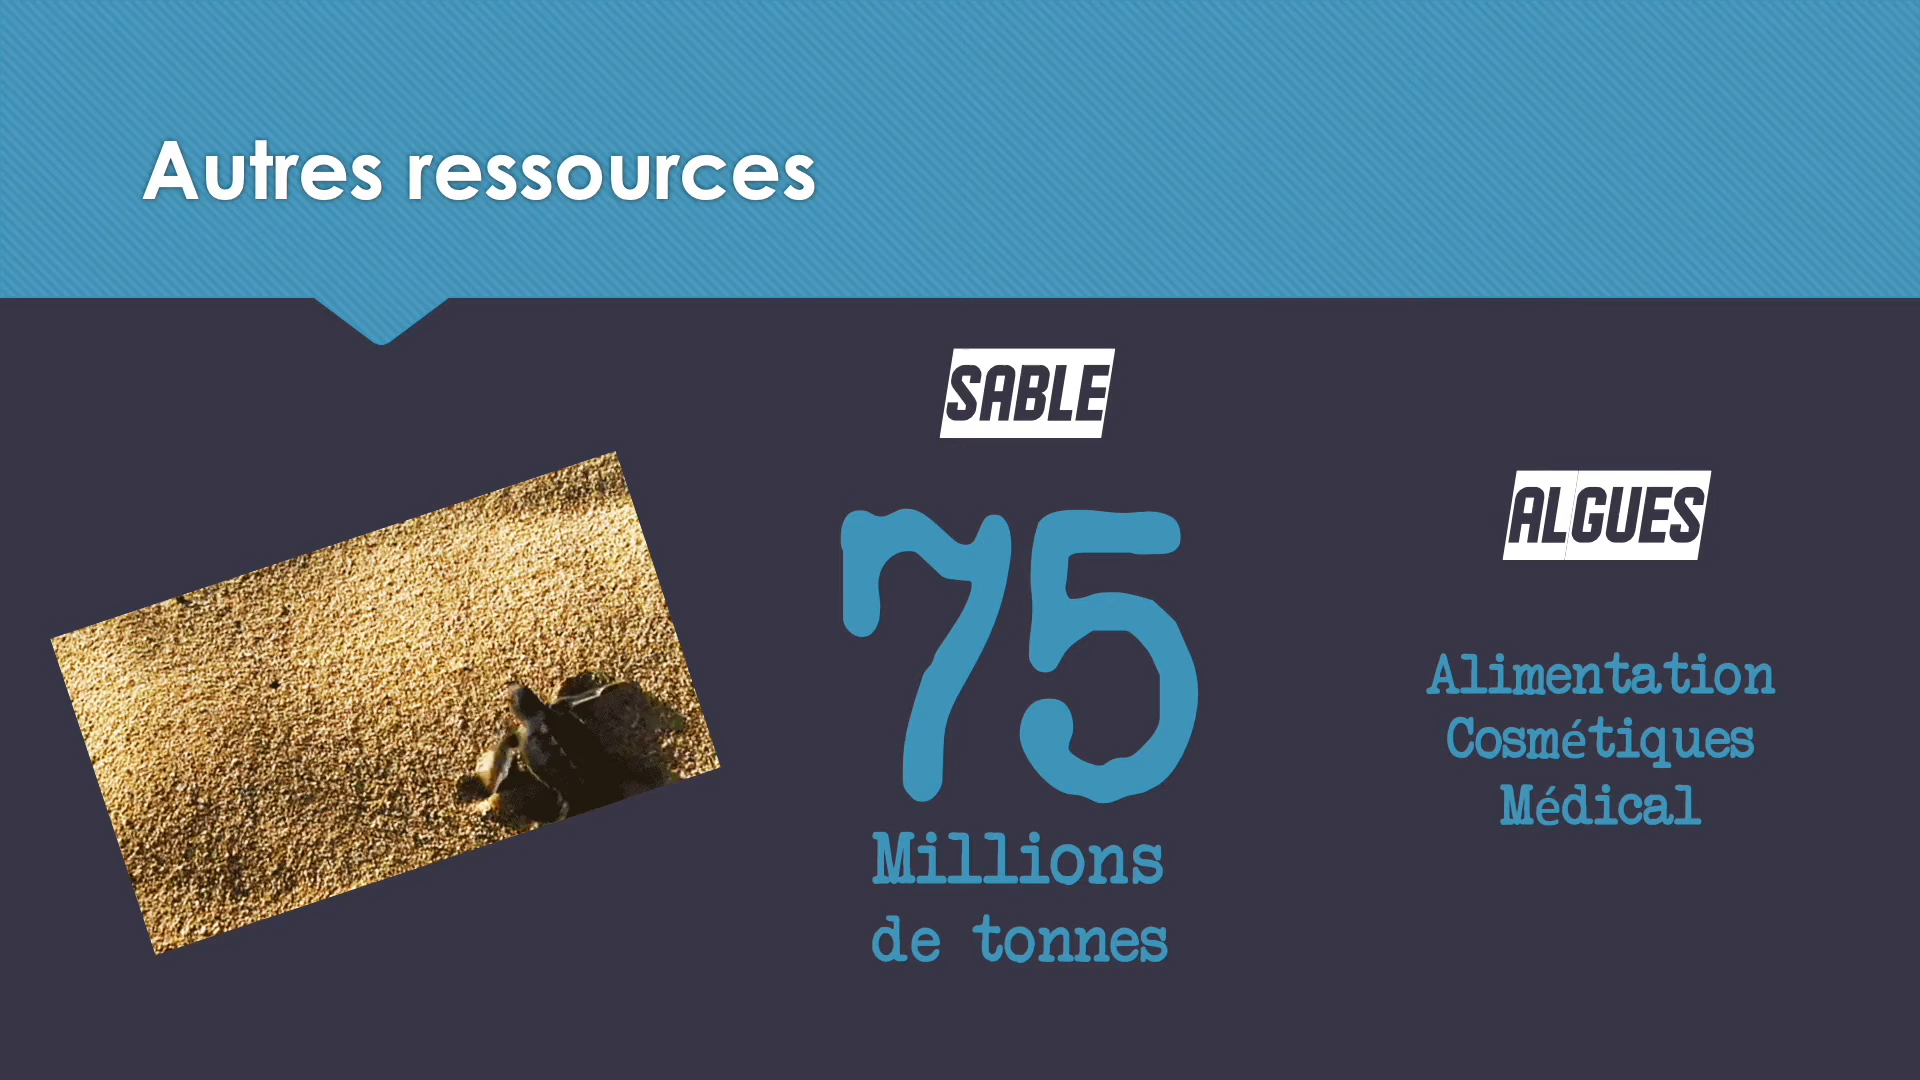 Autres ressources
SABLE
75
Millions
de tonnes
ALGUES
Alimentation
Cosmétiques
Médical